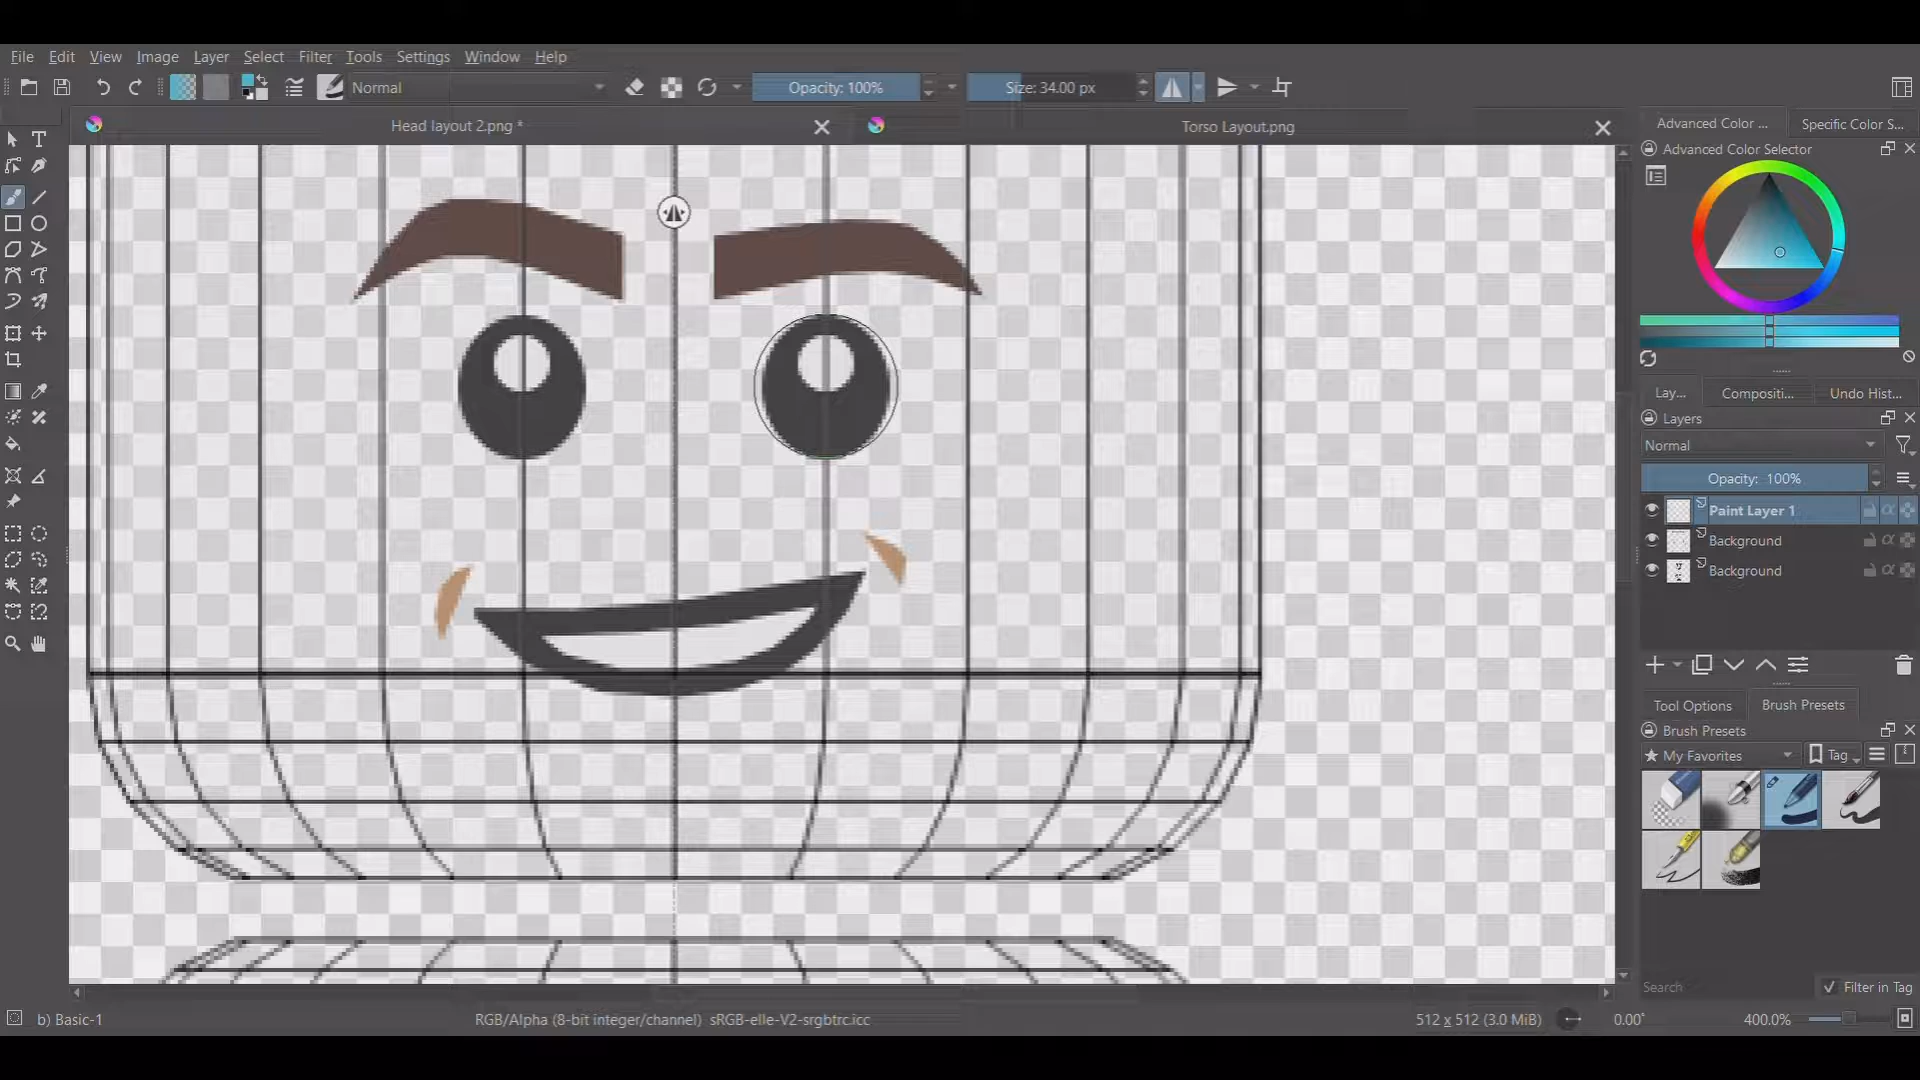 File Edit View Image Layer Select Filter Tools Settings Window Help
Normal Opacity: 100% Size: 34.00 px
Head layout 2.png * Torso Layout.png
Advanced Color ... Specific Color S...
Advanced Color Selector
Lay... Compositi... Undo Hist...
Layers
Normal
Opacity: 100%
Paint Layer 1
Background
Background
Tool Options Brush Presets
Brush Presets
★ My Favorites Tag
Search Filter in Tag
b) Basic-1 RGB/Alpha (8-bit integer/channel) sRGB-elle-V2-srgbtrc.icc 512 x 512 (3.0 MiB) 0.00° 400.0%